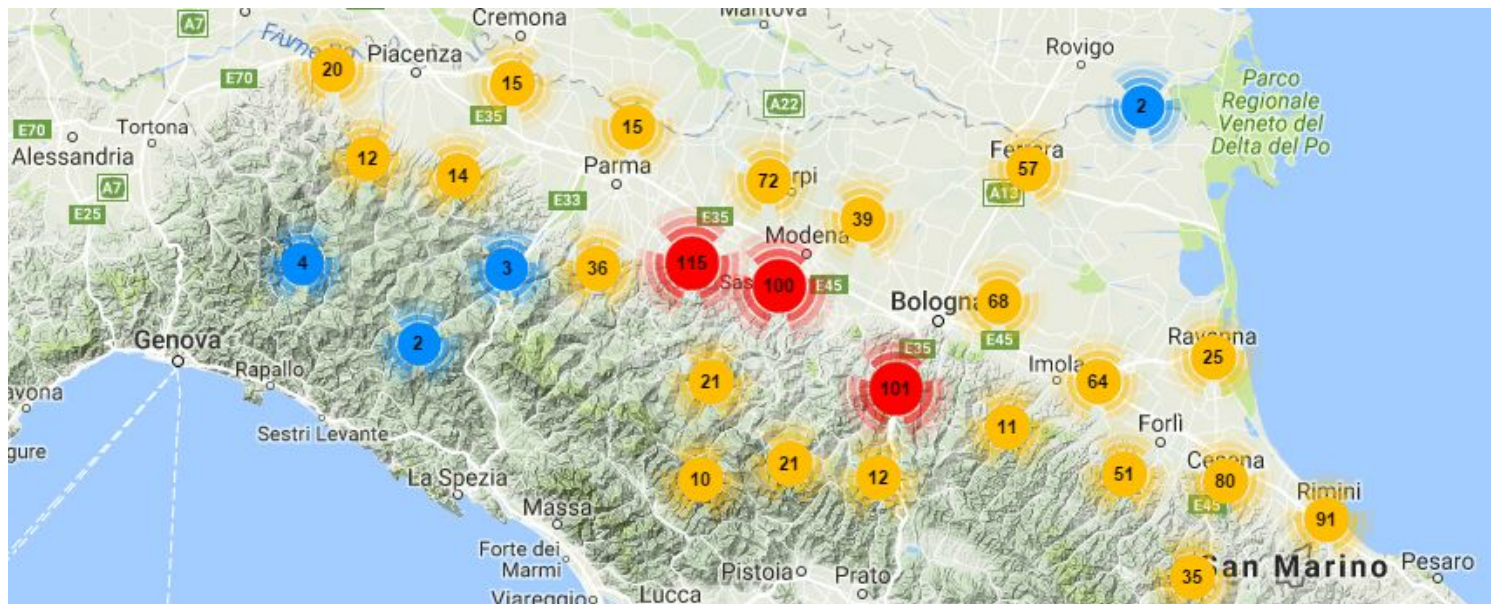 Cremona
Mantova
A7
Piacenza
Rovigo
20
E70
15
A22
2
Parco
Regionale
Veneto del
Delta del Po
E35
15
E70
Tortona
Alessandria
12
Parma
Ferrara
57
14
72
rpi
A7
A13
E25
E33
E35
39
Modena
4
3
36
115
Sas
100
E45
Bologna
68
Genova
2
E35
E45
Ravenna
25
Rapallo
Imola
64
avona
21
101
Sestri Levante
11
Forlì
gure
La Spezia
10
21
12
51
Cesena
80
Rimini
91
Massa
E45
Forte dei
Marmi
Pistoia
Prato
San Marino
35
Pesaro
Viareggio
Lucca